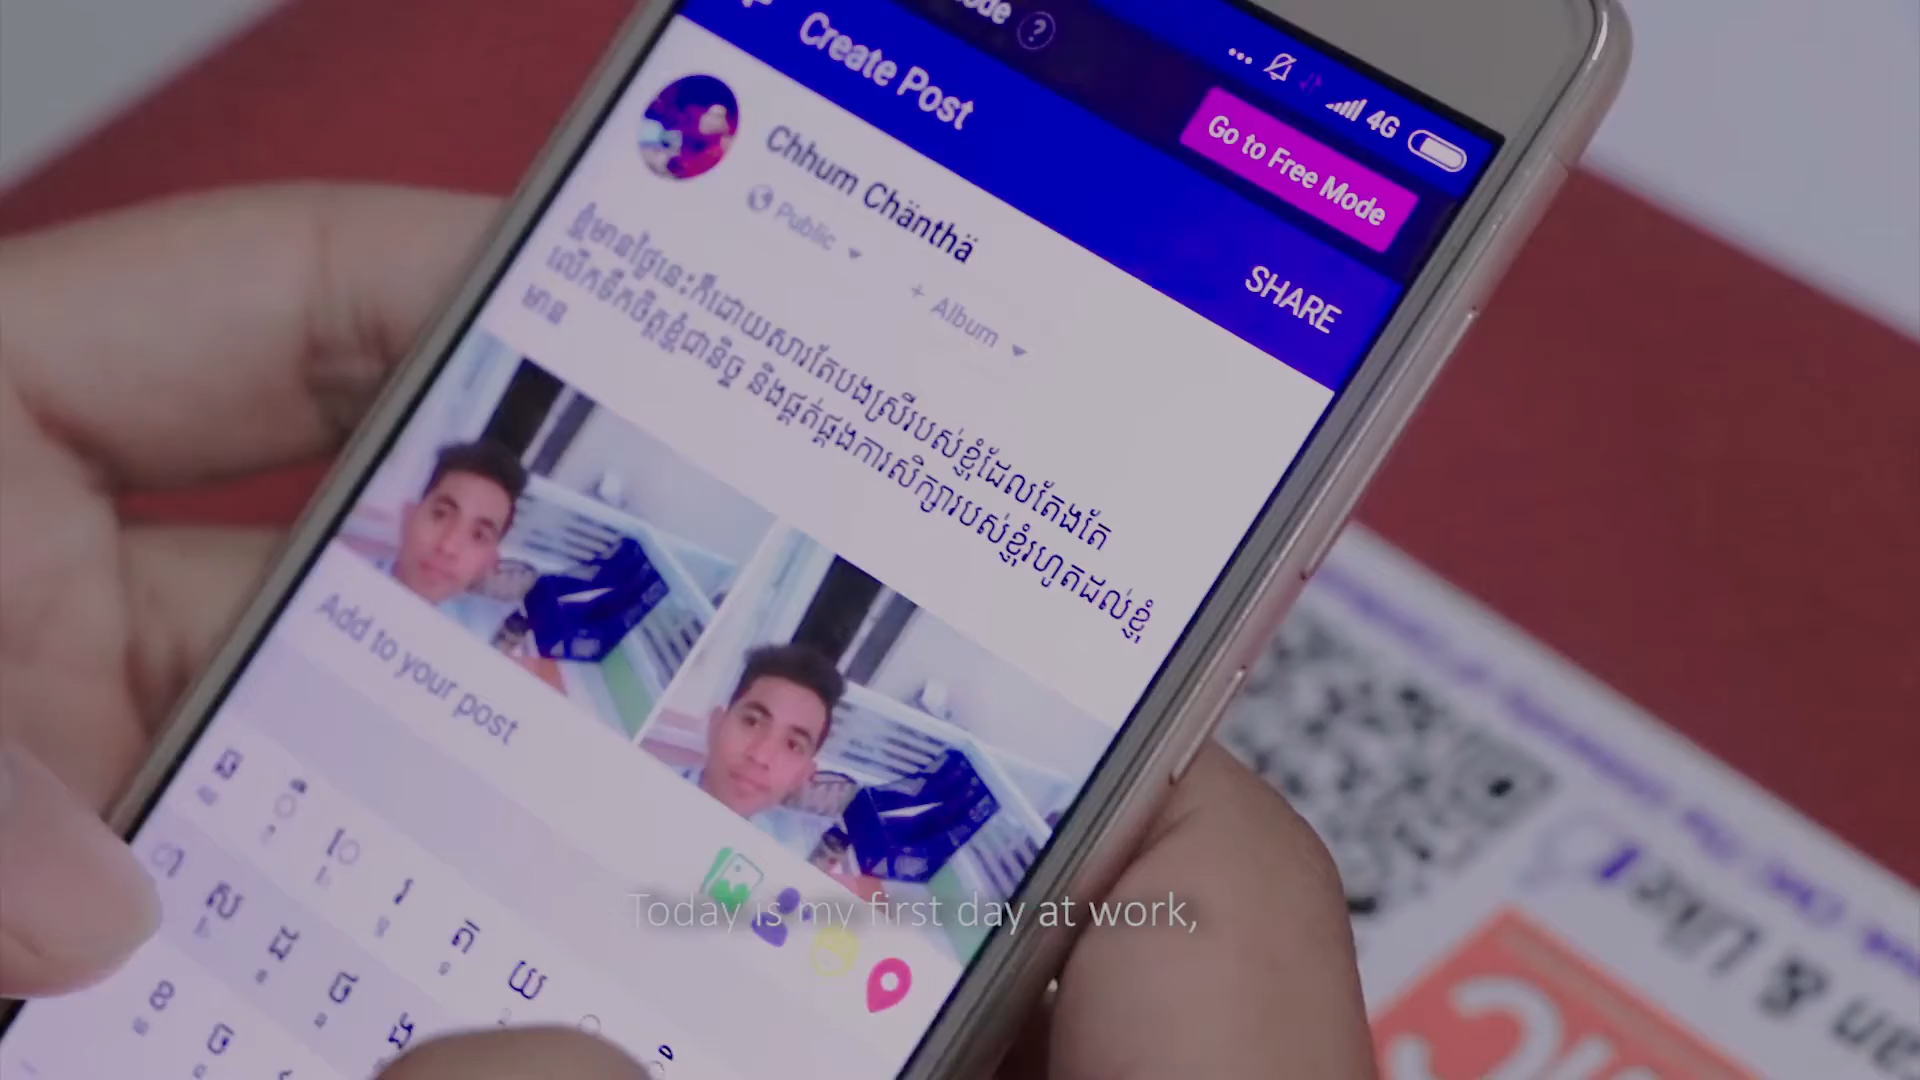 Create Post
4G
Go to Free Mode
SHARE
Chhum Chänthä
Public
+ Album
ខ្ញុំមានថ្ងៃនេះក៏ដោយសារតែបងស្រីរបស់ខ្ញុំដែលតែងតែ
លើកទឹកចិត្តខ្ញុំជានិច្ច និងផ្គត់ផ្គង់ការសិក្សារបស់ខ្ញុំរហូតដល់ខ្ញុំ
មាន
Add to your post
Today is my first day at work,